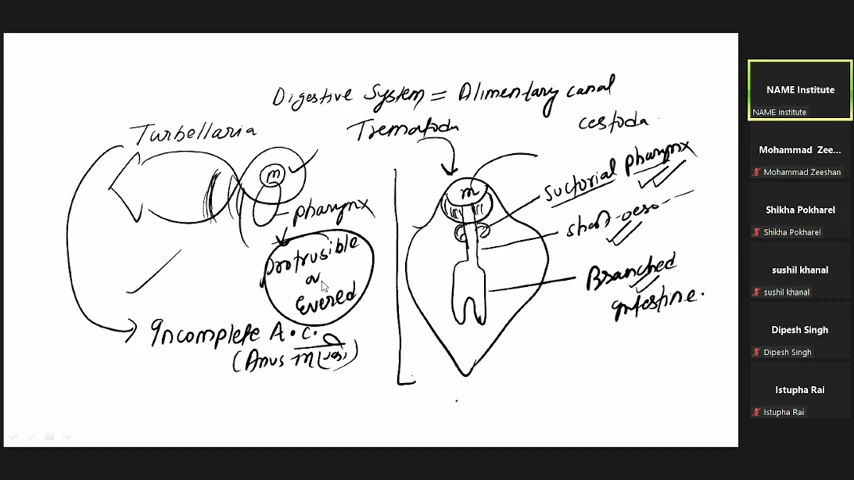 Digestive System = Alimentary canal
Turbellaria
Trematoda
cestoda
m
pharynx
protrusible
or
Evered
Incomplete A.C.
(Anus
m
suctorial pharynx
short oeso---
Branched
intestine.
NAME Institute
NAME Institute
Mohammad Zee...
Mohammad Zeeshan
Shikha Pokharel
Shikha Pokharel
sushil khanal
sushil khanal
Dipesh Singh
Dipesh Singh
Istupha Rai
Istupha Rai